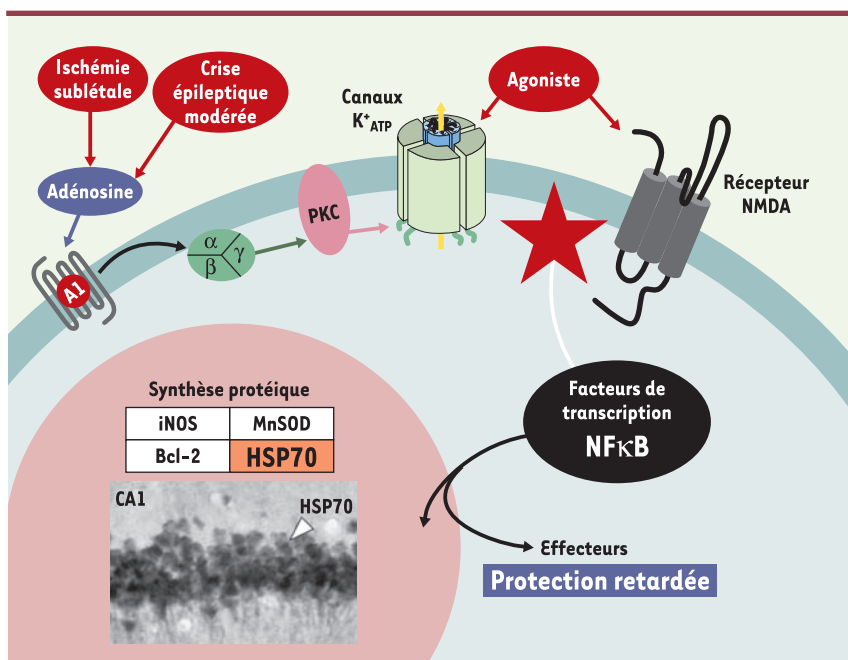 Ischémie
sublétale
Crise
épileptique
modérée
Agoniste
Canaux
K⁺ATP
Adénosine
Récepteur
NMDA
PKC
α
γ
β
A1
Synthèse protéique
iNOS MnSOD
Bcl-2 HSP70
CA1
HSP70
Facteurs de
transcription
NFκB
Effecteurs
Protection retardée